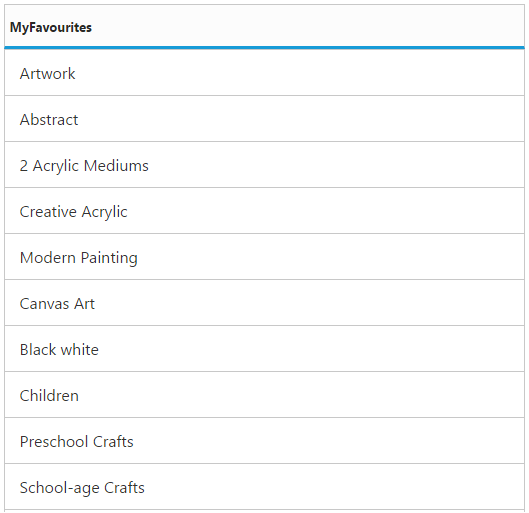 MyFavourites
Artwork
Abstract
2 Acrylic Mediums
Creative Acrylic
Modern Painting
Canvas Art
Black white
Children
Preschool Crafts
School-age Crafts